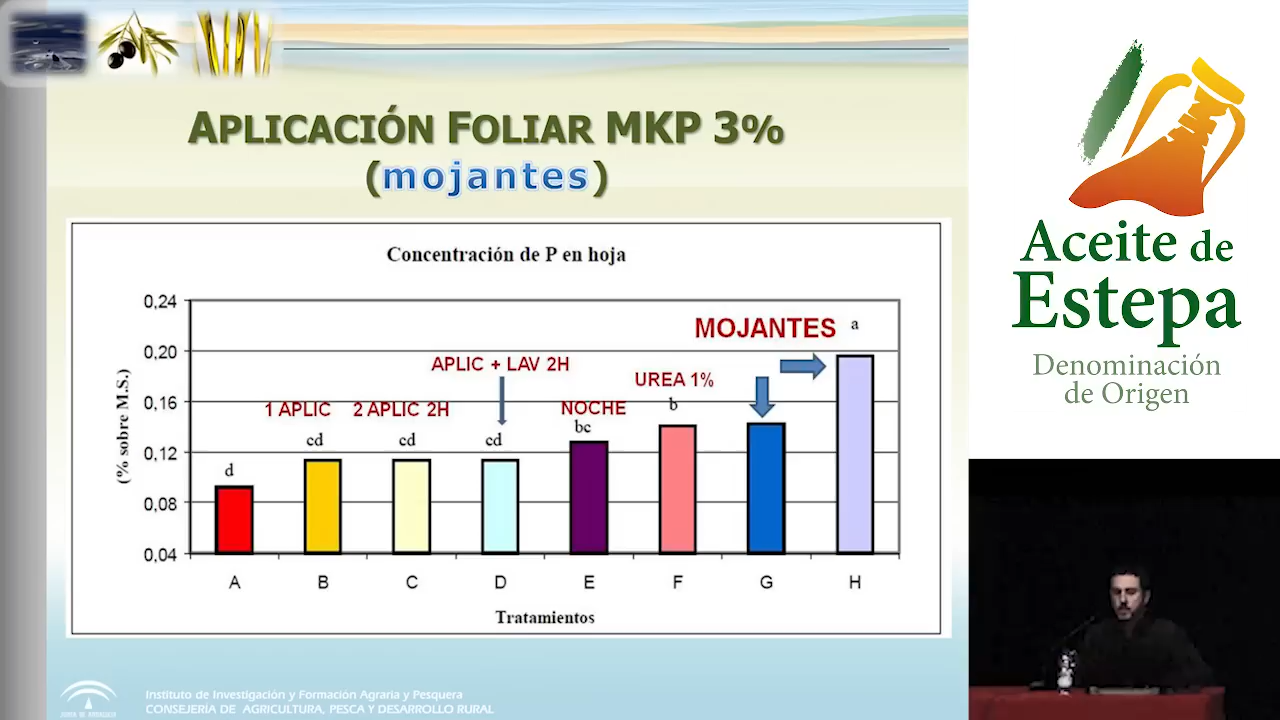 APLICACIÓN FOLIAR MKP 3%
(mojantes)
Concentración de P en hoja
(% sobre M.S.)
0,24
0,20
0,16
0,12
0,08
0,04
MOJANTES
a
APLIC + LAV 2H
UREA 1%
b
1 APLIC
2 APLIC 2H
NOCHE
bc
d
cd
cd
cd
A
B
C
D
E
F
G
H
Tratamientos
JUNTA DE ANDALUCIA
Instituto de Investigación y Formación Agraria y Pesquera
CONSEJERÍA DE AGRICULTURA, PESCA Y DESARROLLO RURAL
Aceite de
Estepa
Denominación
de Origen